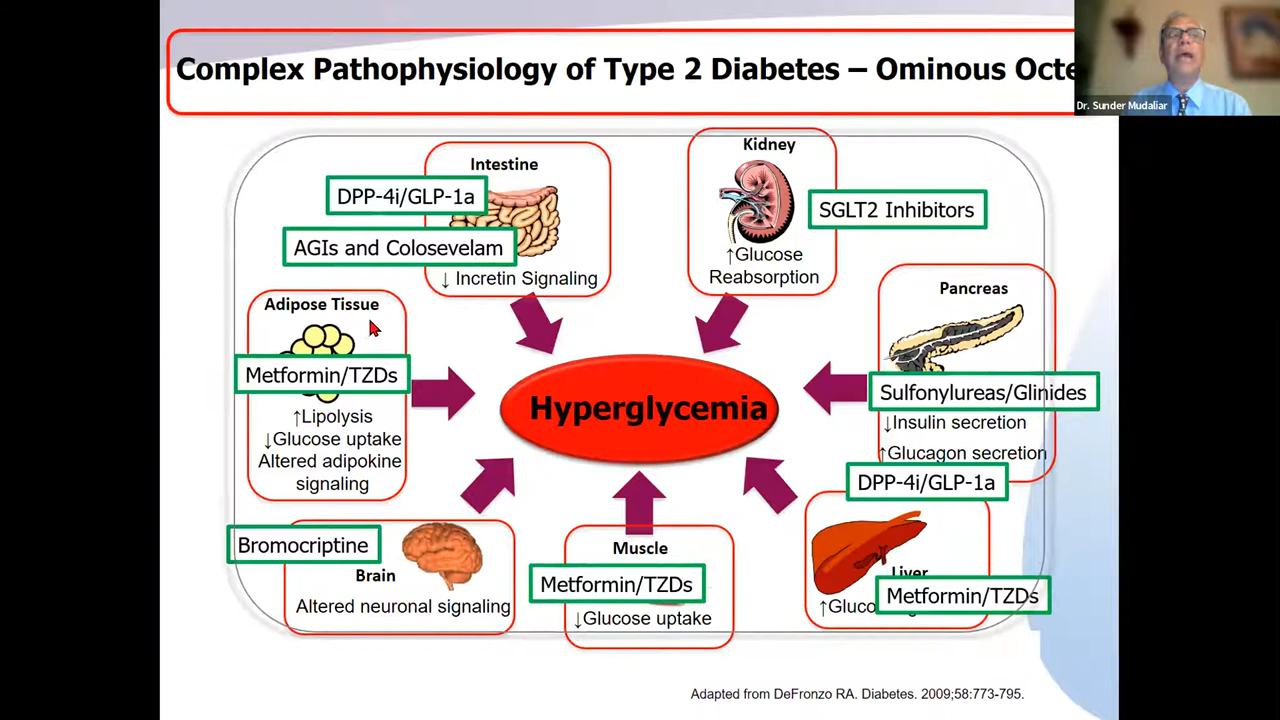 Complex Pathophysiology of Type 2 Diabetes – Ominous
Dr. Sunder Mudaliar
Intestine
DPP-4i/GLP-1a
AGIs and Colosevelam
↓ Incretin Signaling
Kidney
SGLT2 Inhibitors
↑Glucose
Reabsorption
Adipose Tissue
Metformin/TZDs
↑Lipolysis
↓Glucose uptake
Altered adipokine
signaling
Pancreas
Sulfonylureas/Glinides
↓Insulin secretion
↑Glucagon secretion
DPP-4i/GLP-1a
Hyperglycemia
Bromocriptine
Brain
Altered neuronal signaling
Muscle
Metformin/TZDs
↓Glucose uptake
Liver
Metformin/TZDs
Adapted from DeFronzo RA. Diabetes. 2009;58:773-795.